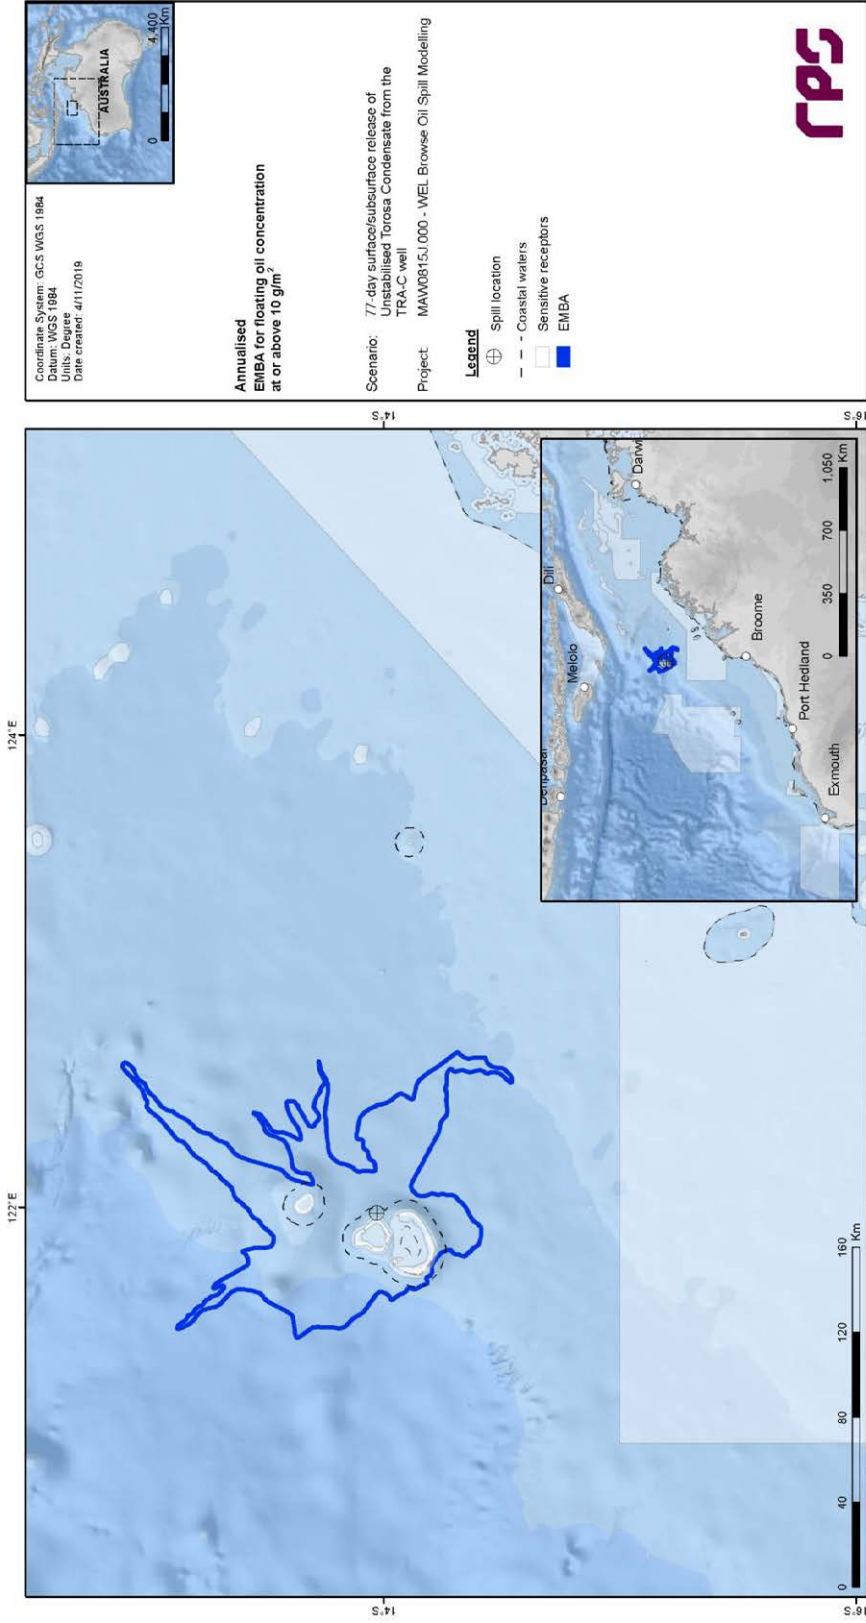 Coordinate System: GCS WGS 1984
Datum: WGS 1984
Units: Degree
Date created: 4/11/2019
AUSTRALIA
0
4,400
Km
Annualised
EMBA for floating oil concentration
at or above 10 g/m²
Scenario: 77-day surface/subsurface release of
Unstabilised Torosa Condensate from the
TRA-C well
Project: MAW0815J.000 - WEL Browse Oil Spill Modelling
Legend
Spill location
Coastal waters
Sensitive receptors
EMBA
rps
122°E
124°E
14°S
14°S
16°S
16°S
0
40
80
120
160
Km
Denpasar
Melolo
Dili
Darwi
Broome
Port Hedland
Exmouth
0
350
700
1,050
Km